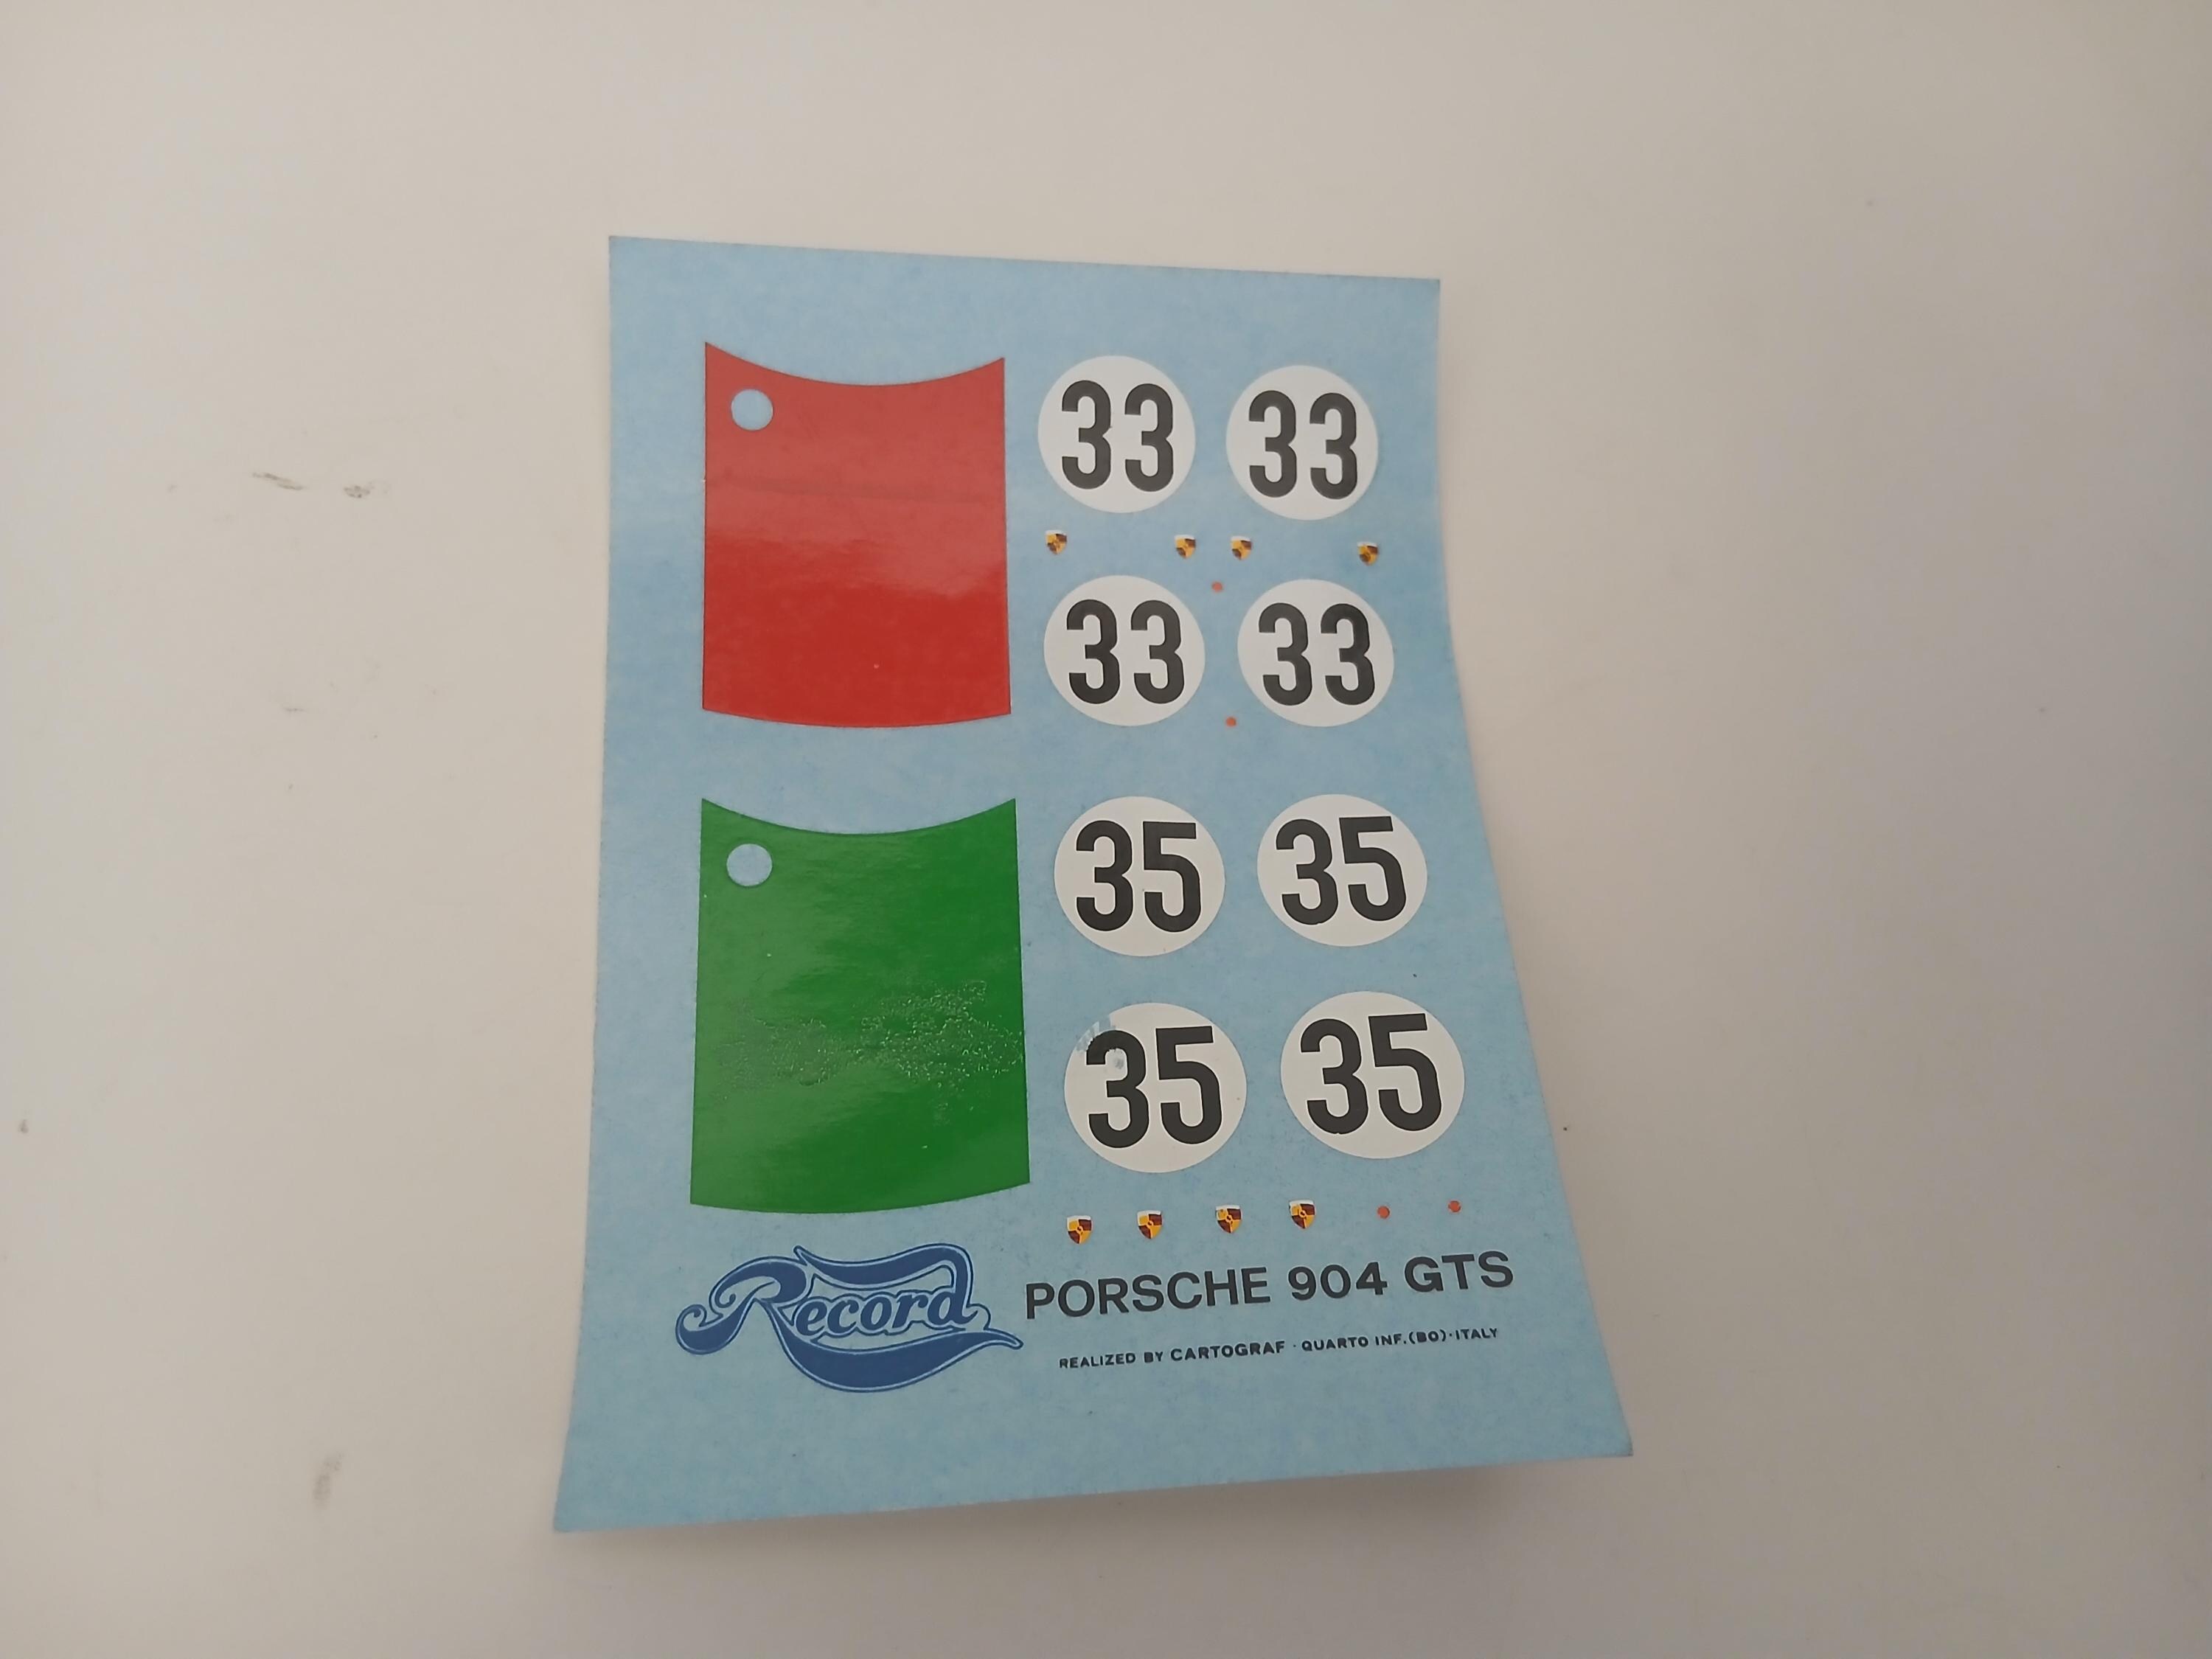 33 33
33 33
35 35
35 35
Record
PORSCHE 904 GTS
REALIZED BY CARTOGRAF · QUARTO INF.(BO)·ITALY